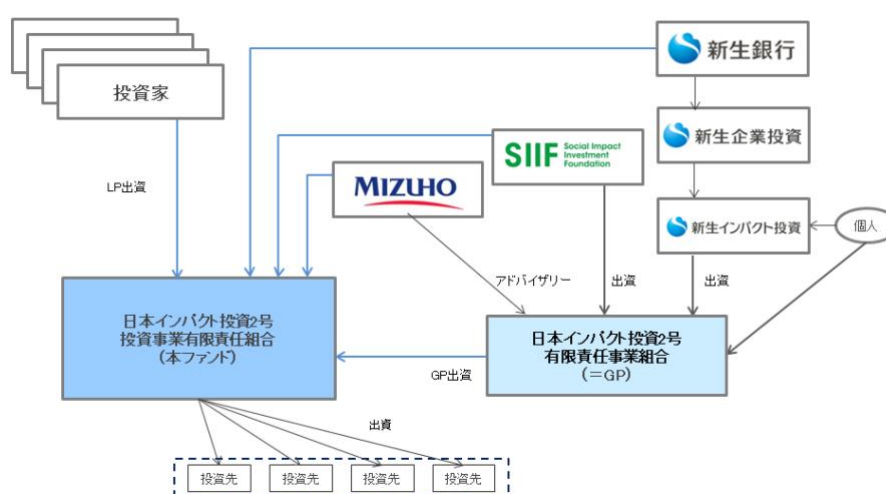 新生銀行
投資家
新生企業投資
SIIF Social Impact
Investment
Foundation
MIZUHO
LP出資
新生インパクト投資
個人
アドバイザリー
出資
出資
日本インパクト投資2号
投資事業有限責任組合
(本ファンド)
日本インパクト投資2号
有限責任事業組合
(=GP)
GP出資
出資
投資先
投資先
投資先
投資先